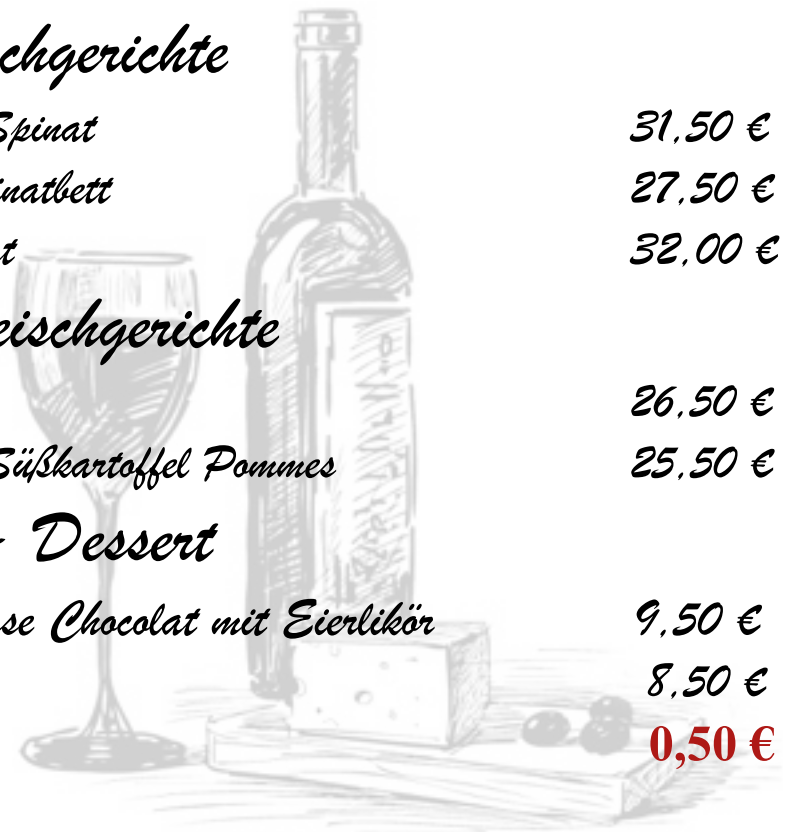 chgerichte
Spinat 31,50 €
natbett 27,50 €
t 32,00 €
eischgerichte
26,50 €
Süßkartoffel Pommes 25,50 €
- Dessert
se Chocolat mit Eierlikör 9,50 €
8,50 €
0,50 €